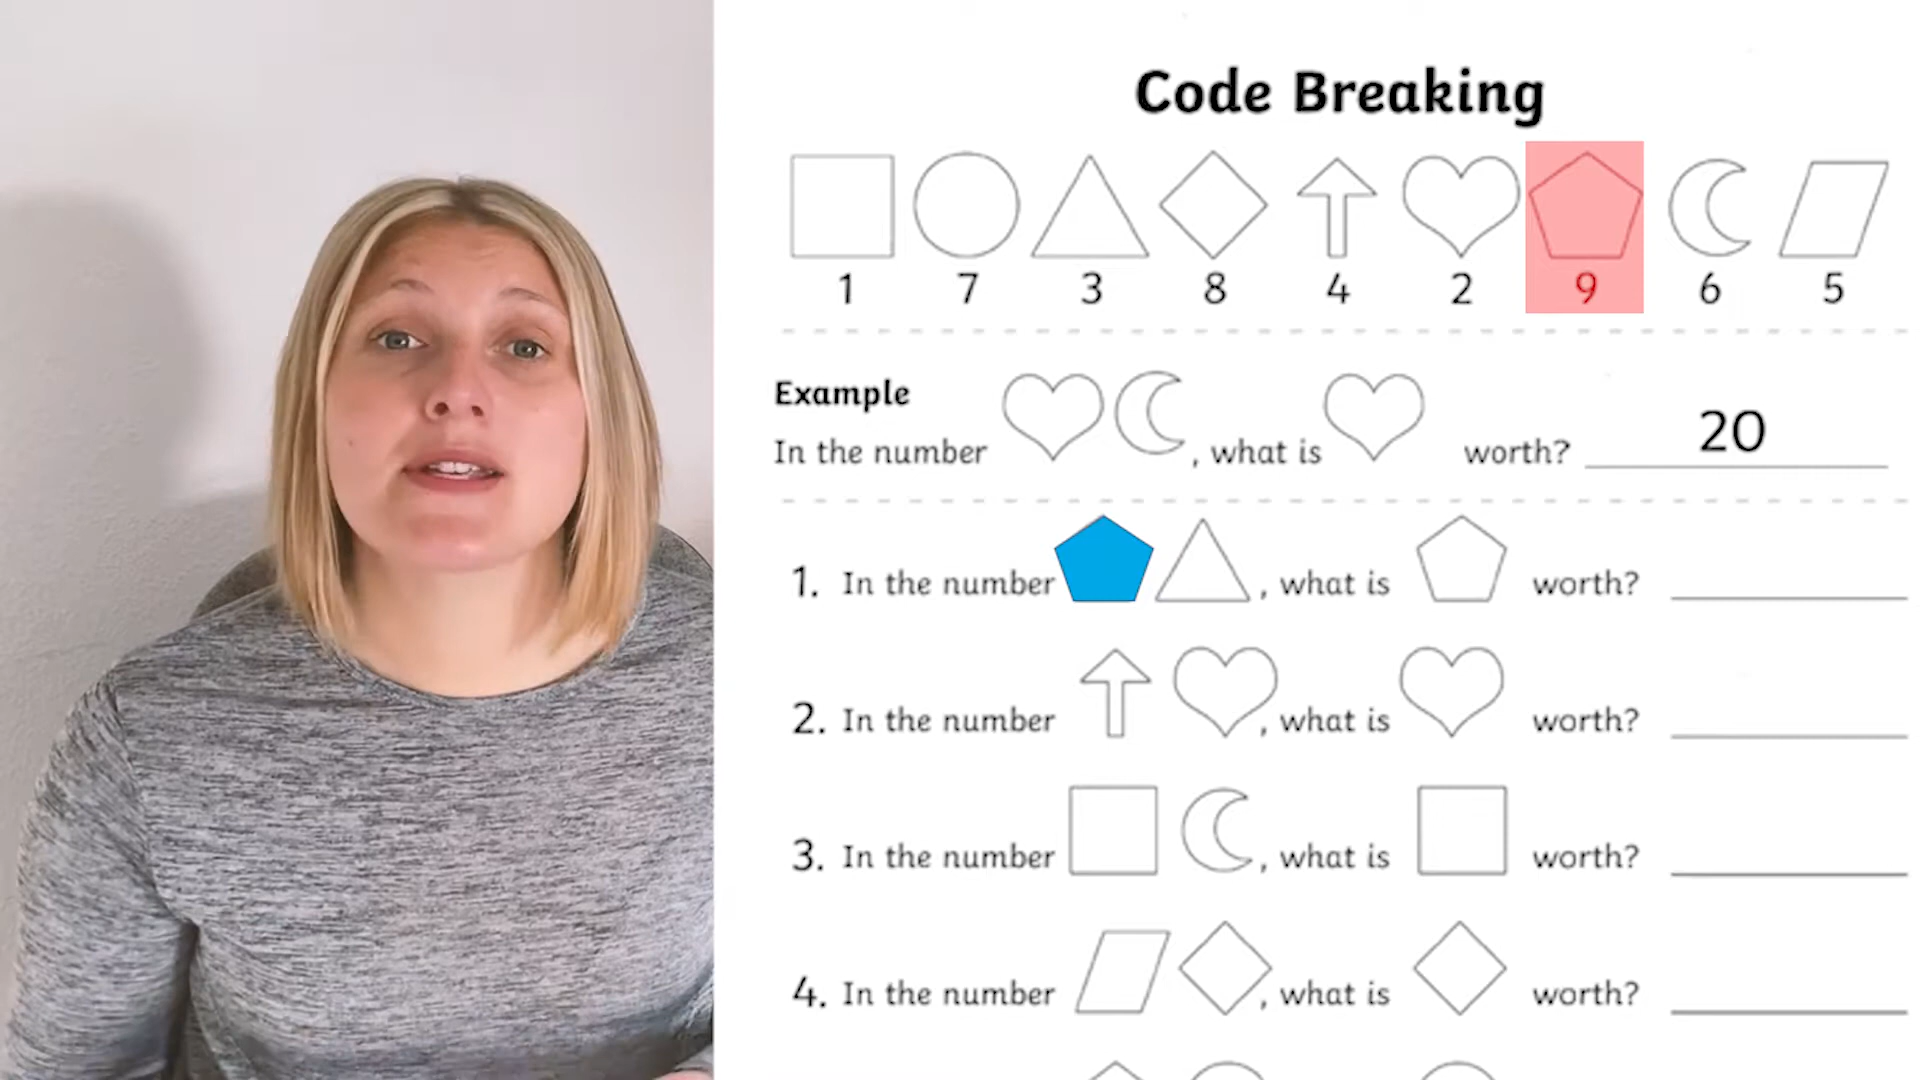 Code Breaking
1 7 3 8 4 2 9 6 5
Example
In the number , what is worth? 20
1. In the number , what is worth?
2. In the number , what is worth?
3. In the number , what is worth?
4. In the number , what is worth?